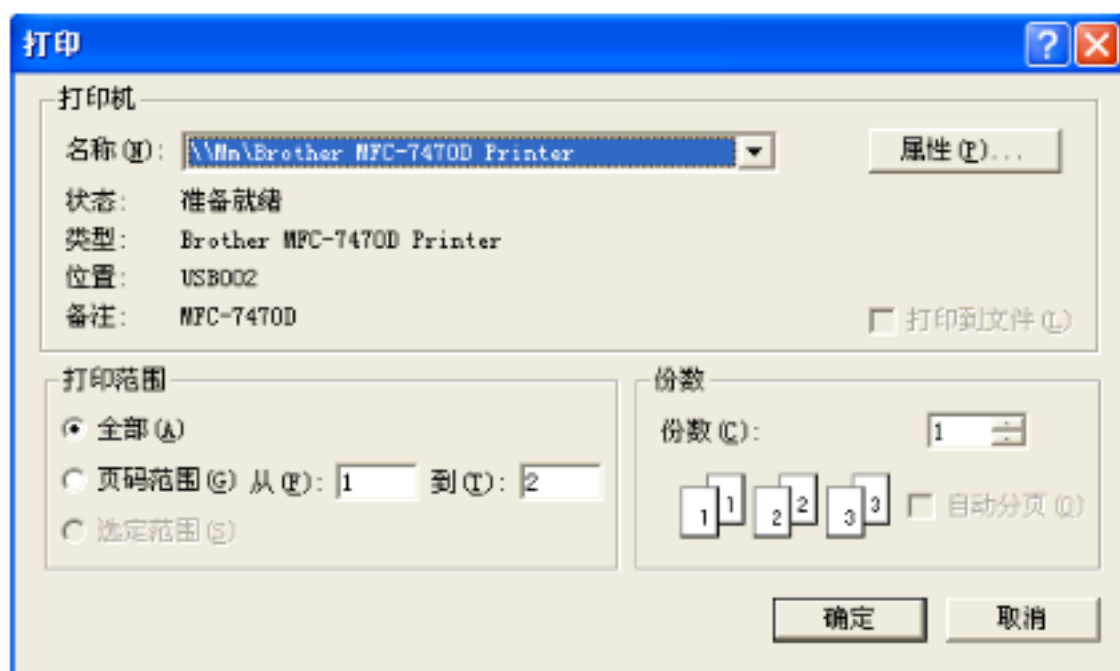 打印
打印机
名称(N): \\Mm\Brother MFC-7470D Printer 属性(P)...
状态: 准备就绪
类型: Brother MFC-7470D Printer
位置: USB002
备注: MFC-7470D
打印到文件(L)
打印范围
全部(A)
页码范围(G) 从(F): 1 到(T): 2
选定范围(S)
份数
份数(C): 1
1 1 2 2 3 3 自动分页(O)
确定 取消